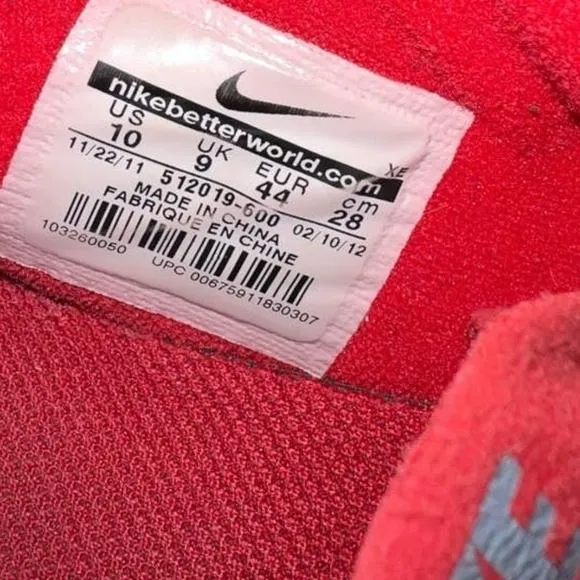 nikebetterworld.com
XE
US UK EUR cm
10 9 44 28
11/22/11 512019-600 02/10/12
MADE IN CHINA
FABRIQUE EN CHINE
103260050 UPC 00675911830307